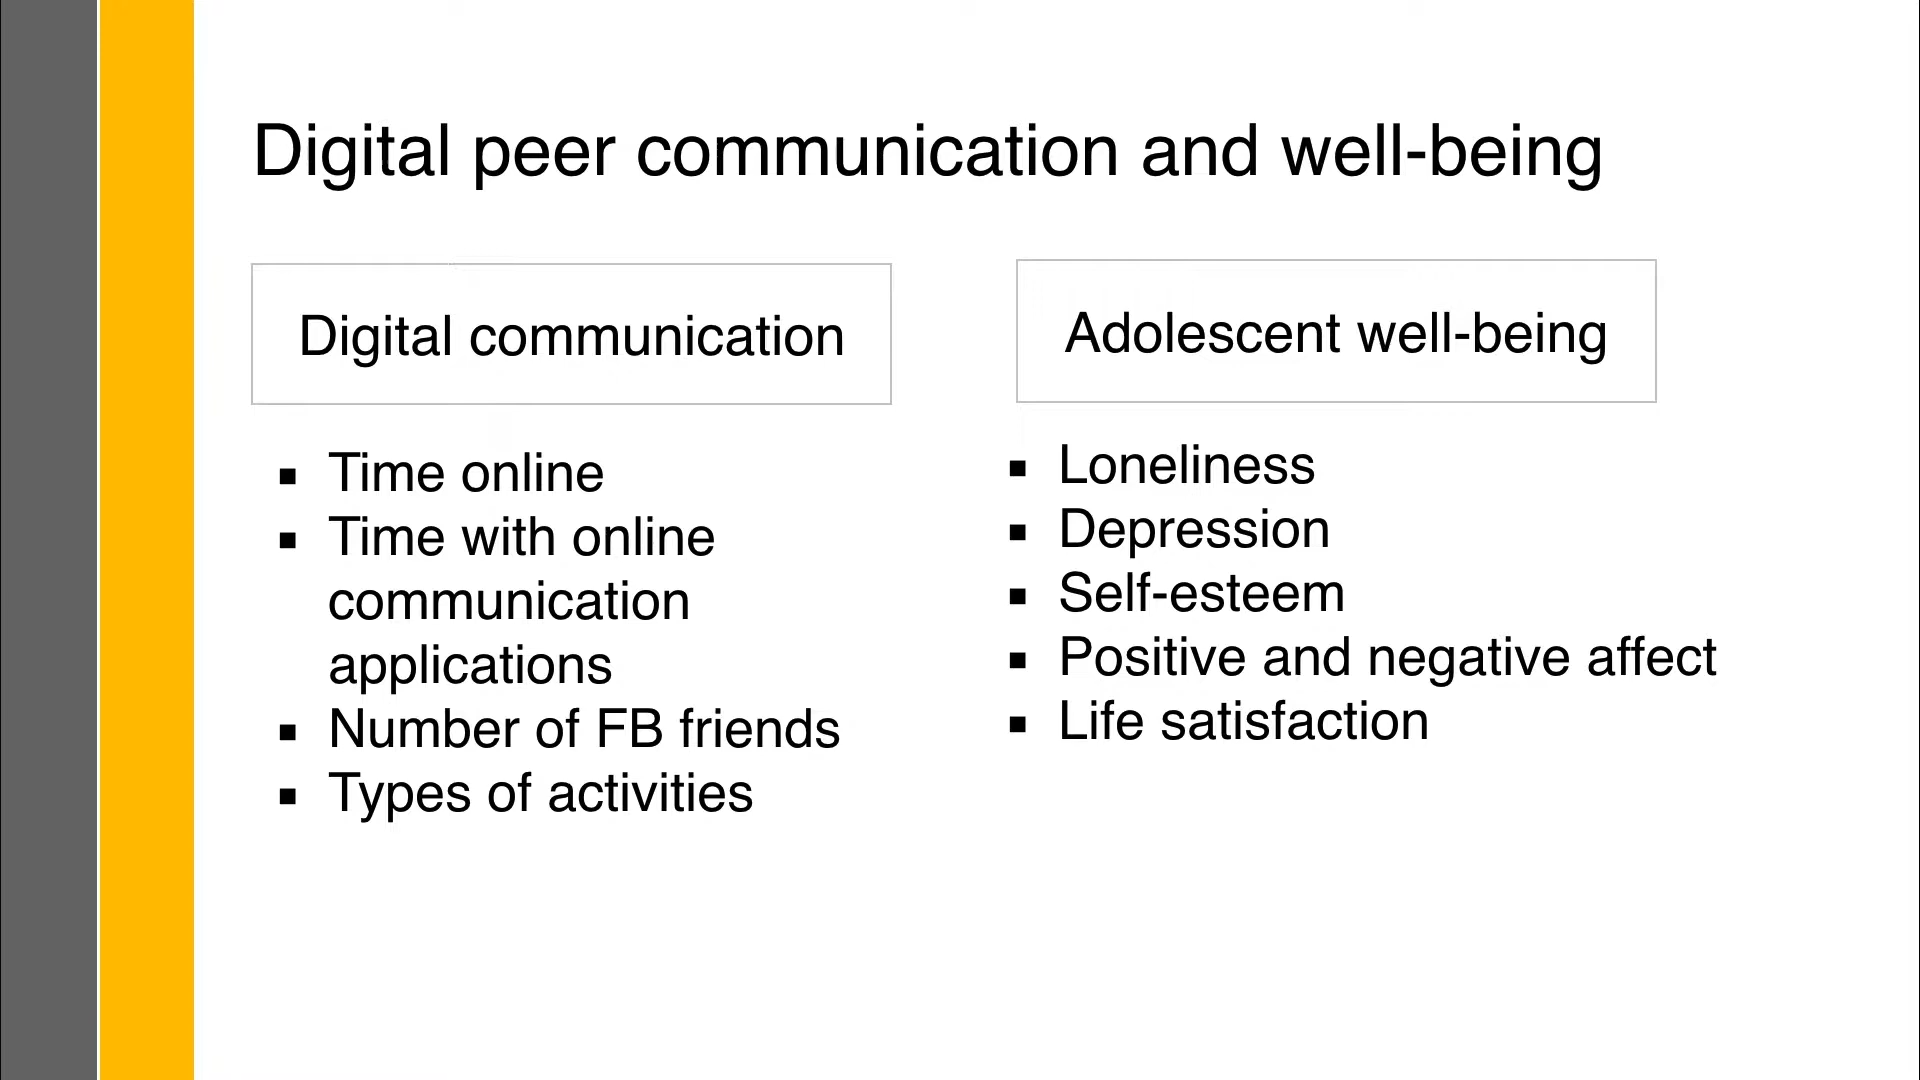 Digital peer communication and well-being
Digital communication
▪ Time online
▪ Time with online
communication
applications
▪ Number of FB friends
▪ Types of activities
Adolescent well-being
▪ Loneliness
▪ Depression
▪ Self-esteem
▪ Positive and negative affect
▪ Life satisfaction